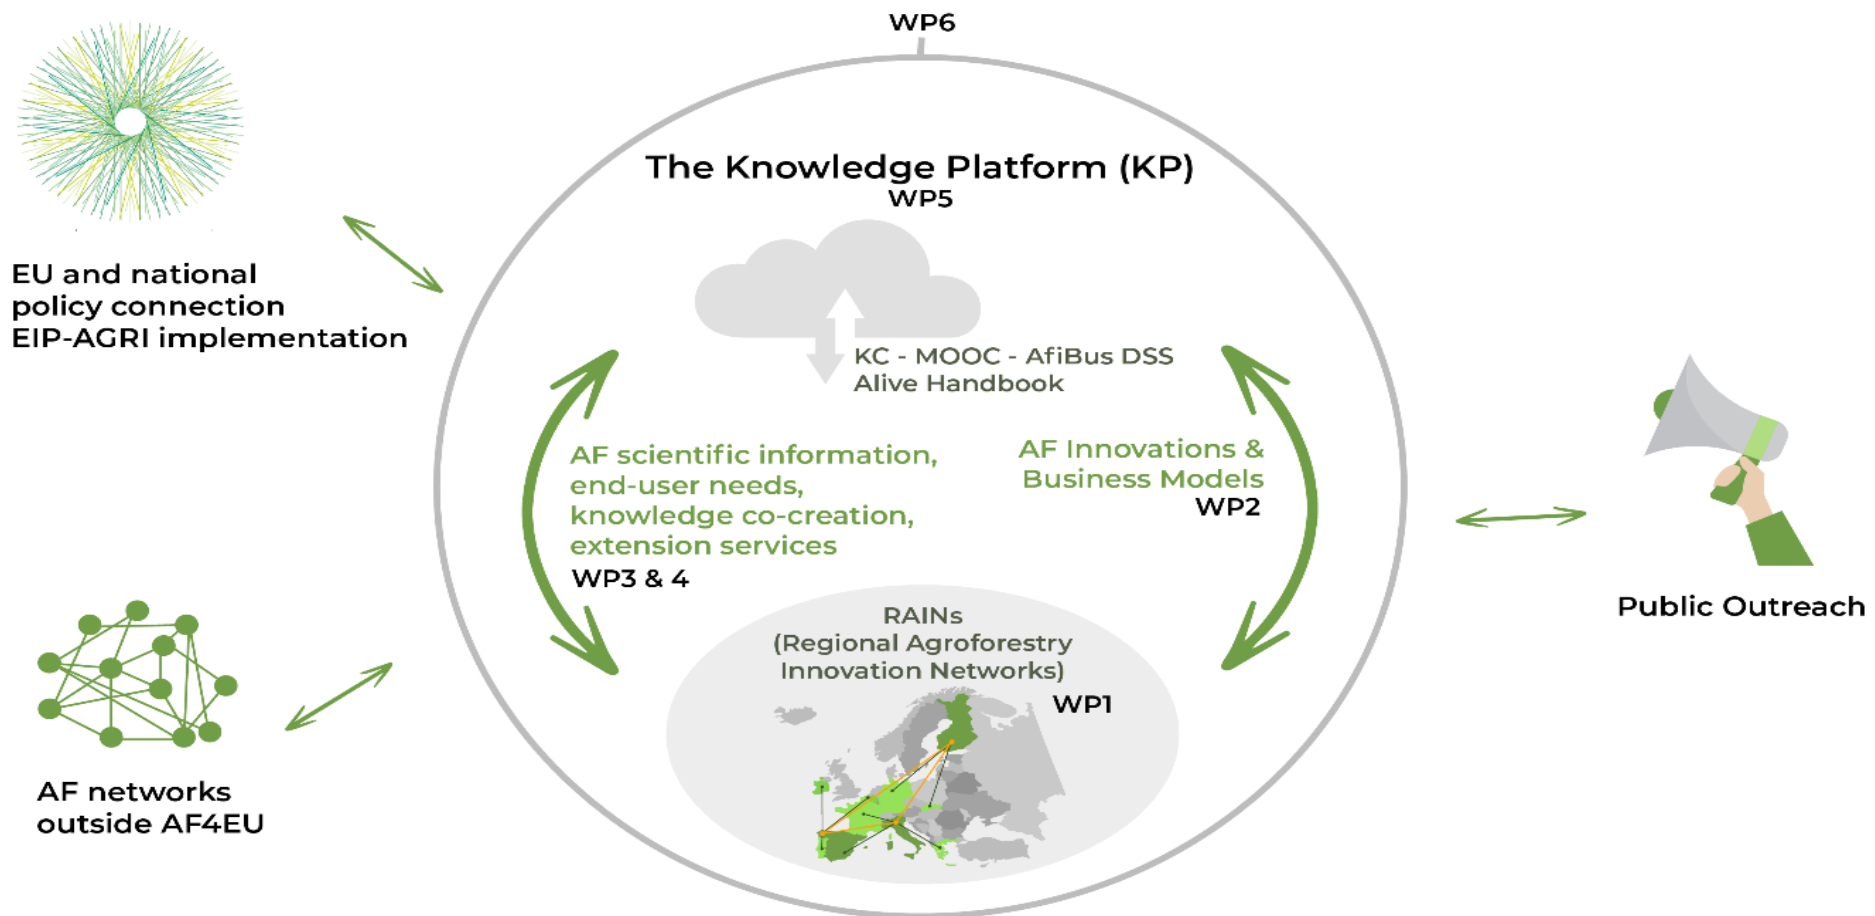 WP6
The Knowledge Platform (KP)
WP5
EU and national
policy connection
EIP-AGRI implementation
KC - MOOC - AfiBus DSS
Alive Handbook
AF scientific information,
end-user needs,
knowledge co-creation,
extension services
WP3 & 4
AF Innovations &
Business Models
WP2
RAINs
(Regional Agroforestry
Innovation Networks)
WP1
Public Outreach
AF networks
outside AF4EU